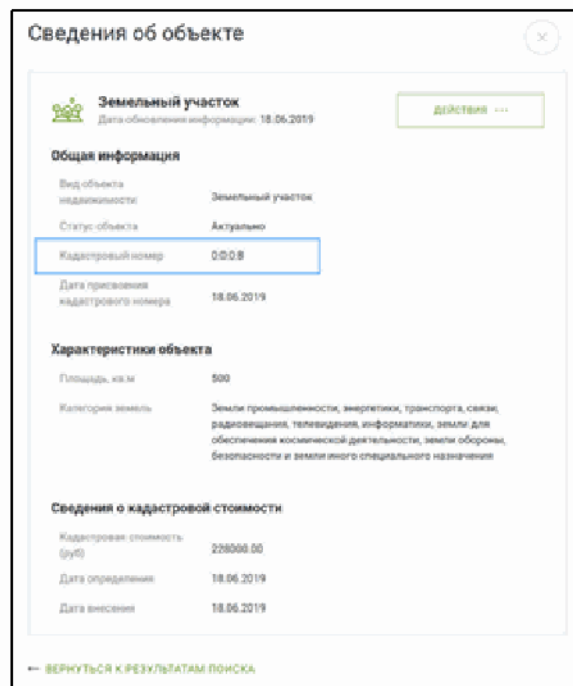 Сведения об объекте
Земельный участок
Дата обновления информации: 18.06.2019
ДЕЙСТВИЯ ···
Общая информация
Вид объекта
недвижимости
Земельный участок
Статус объекта
Актуально
Кадастровый номер
0:0:0:8
Дата присвоения
кадастрового номера
18.06.2019
Характеристики объекта
Площадь, кв.м
500
Категория земель
Земли промышленности, энергетики, транспорта, связи,
радиовещания, телевидения, информатики, земли для
обеспечения космической деятельности, земли обороны,
безопасности и земли иного специального назначения
Сведения о кадастровой стоимости
Кадастровая стоимость
(руб)
228000.00
Дата определения
18.06.2019
Дата внесения
18.06.2019
← ВЕРНУТЬСЯ К РЕЗУЛЬТАТАМ ПОИСКА